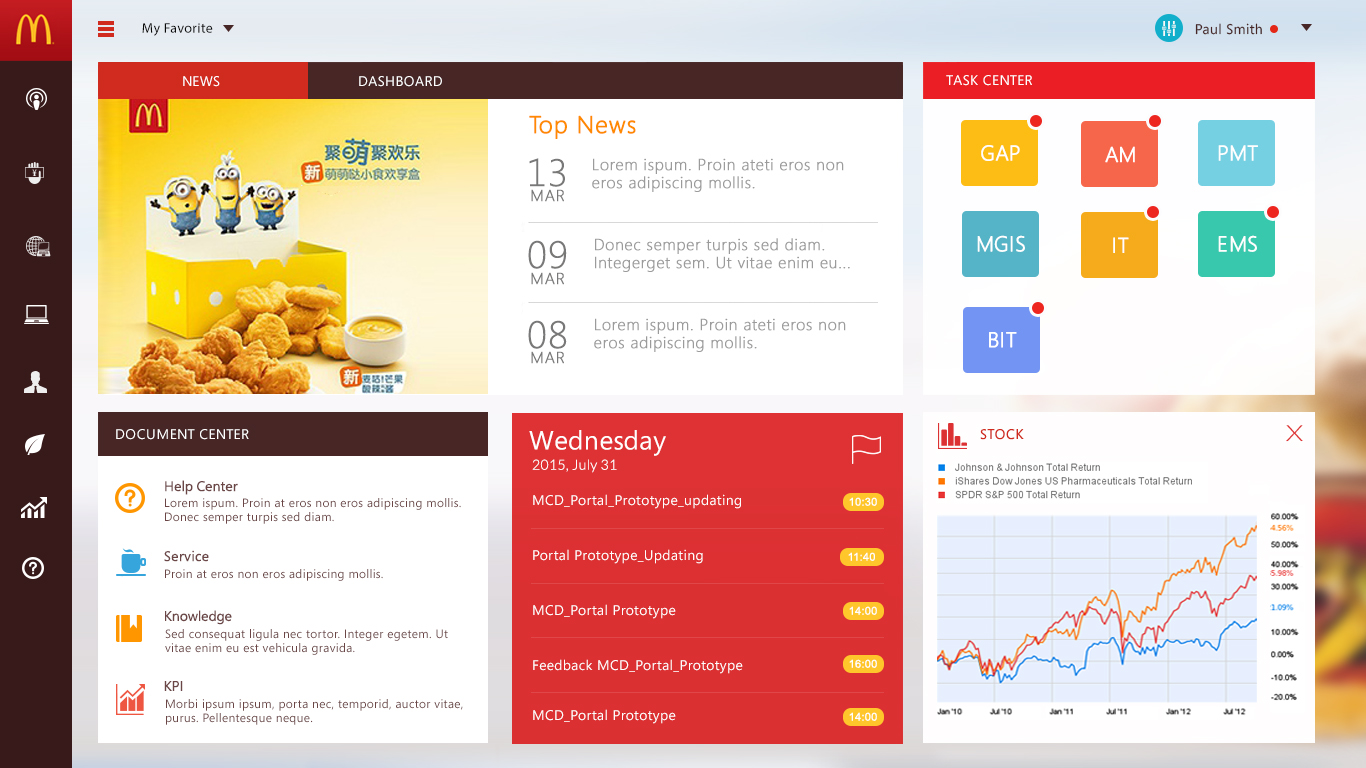 My Favorite
Paul Smith
NEWS
DASHBOARD
聚萌聚欢乐
新 萌萌哒小食欢享盒
新
Top News
13
MAR
Lorem ispum. Proin ateti eros non
eros adipiscing mollis.
09
MAR
Donec semper turpis sed diam.
Integerget sem. Ut vitae enim eu...
08
MAR
Lorem ispum. Proin ateti eros non
eros adipiscing mollis.
TASK CENTER
GAP
AM
PMT
MGIS
IT
EMS
BIT
DOCUMENT CENTER
Help Center
Lorem ipsum. Proin at eros non eros adipiscing mollis.
Donec semper turpis sed diam.
Service
Proin at eros non eros adipiscing mollis.
Knowledge
Sed consequat ligula nec tortor. Integer egetem. Ut
vitae enim eu est vehicula gravida.
KPI
Morbi ipsum ipsum, porta nec, temporid, auctor vitae,
purus. Pellentesque neque.
Wednesday
2015, July 31
MCD_Portal_Prototype_updating
10:30
Portal Prototype_Updating
11:40
MCD_Portal Prototype
14:00
Feedback MCD_Portal_Prototype
16:00
MCD_Portal Prototype
14:00
STOCK
Johnson & Johnson Total Return
iShares Dow Jones US Pharmaceuticals Total Return
SPDR S&P 500 Total Return
60.00%
4.56%
50.00%
40.00%
5.98%
30.00%
1.09%
10.00%
0.00%
-10.0%
-20.0%
Jan '10
Jul '10
Jan '11
Jul '11
Jan '12
Jul '12